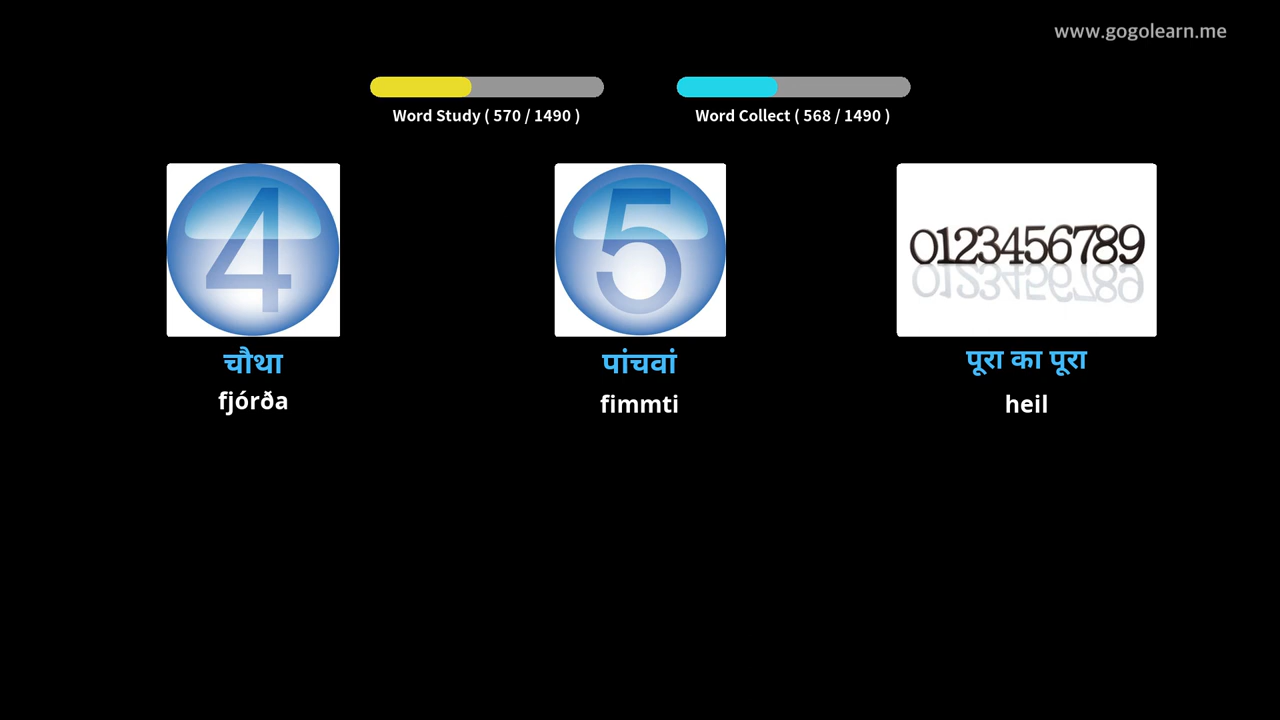 www.gogolearn.me
Word Study ( 570 / 1490 )
Word Collect ( 568 / 1490 )
4
5
0123456789
चौथा
पांचवां
पूरा का पूरा
fjórða
fimmti
heil